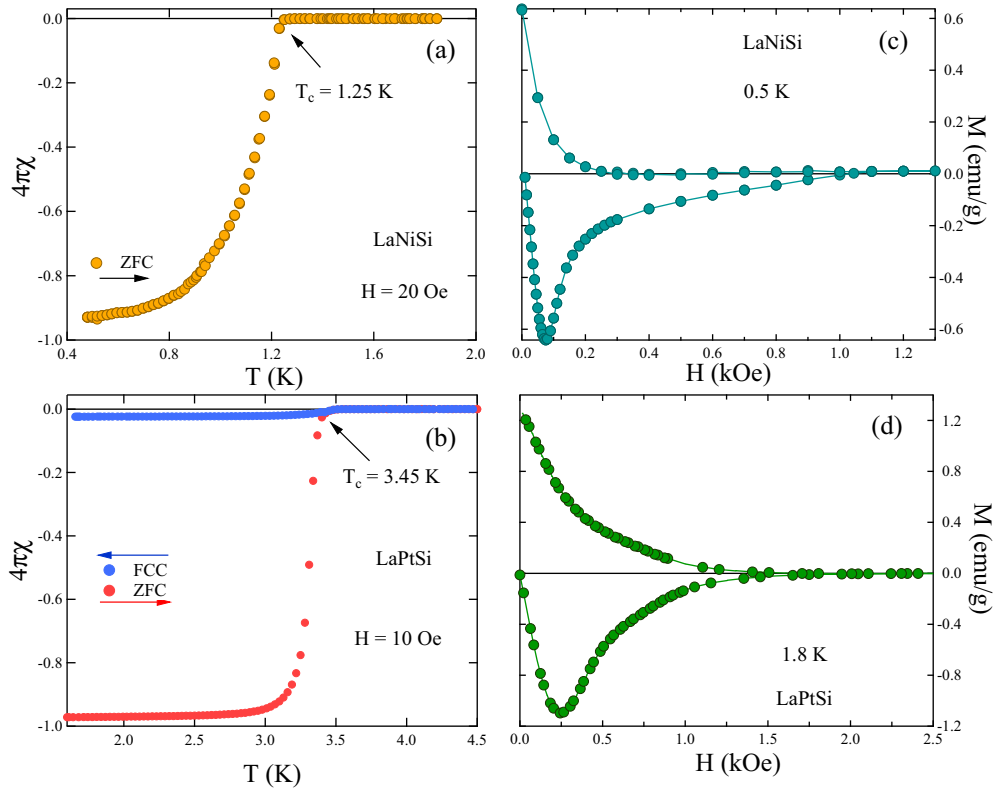 0.0
-0.2
-0.4
-0.6
-0.8
-1.0
4πχ
(a)
T_c = 1.25 K
LaNiSi
ZFC
H = 20 Oe
0.4 0.8 1.2 1.6 2.0
T (K)
0.6
0.4
0.2
0.0
-0.2
-0.4
-0.6
M (emu/g)
(c)
LaNiSi
0.5 K
0.0 0.2 0.4 0.6 0.8 1.0 1.2
H (kOe)
0.0
-0.2
-0.4
-0.6
-0.8
-1.0
4πχ
(b)
T_c = 3.45 K
LaPtSi
FCC
ZFC
H = 10 Oe
2.0 2.5 3.0 3.5 4.0 4.5
T (K)
1.2
0.8
0.4
0.0
-0.4
-0.8
-1.2
M (emu/g)
(d)
1.8 K
LaPtSi
0.0 0.5 1.0 1.5 2.0 2.5
H (kOe)